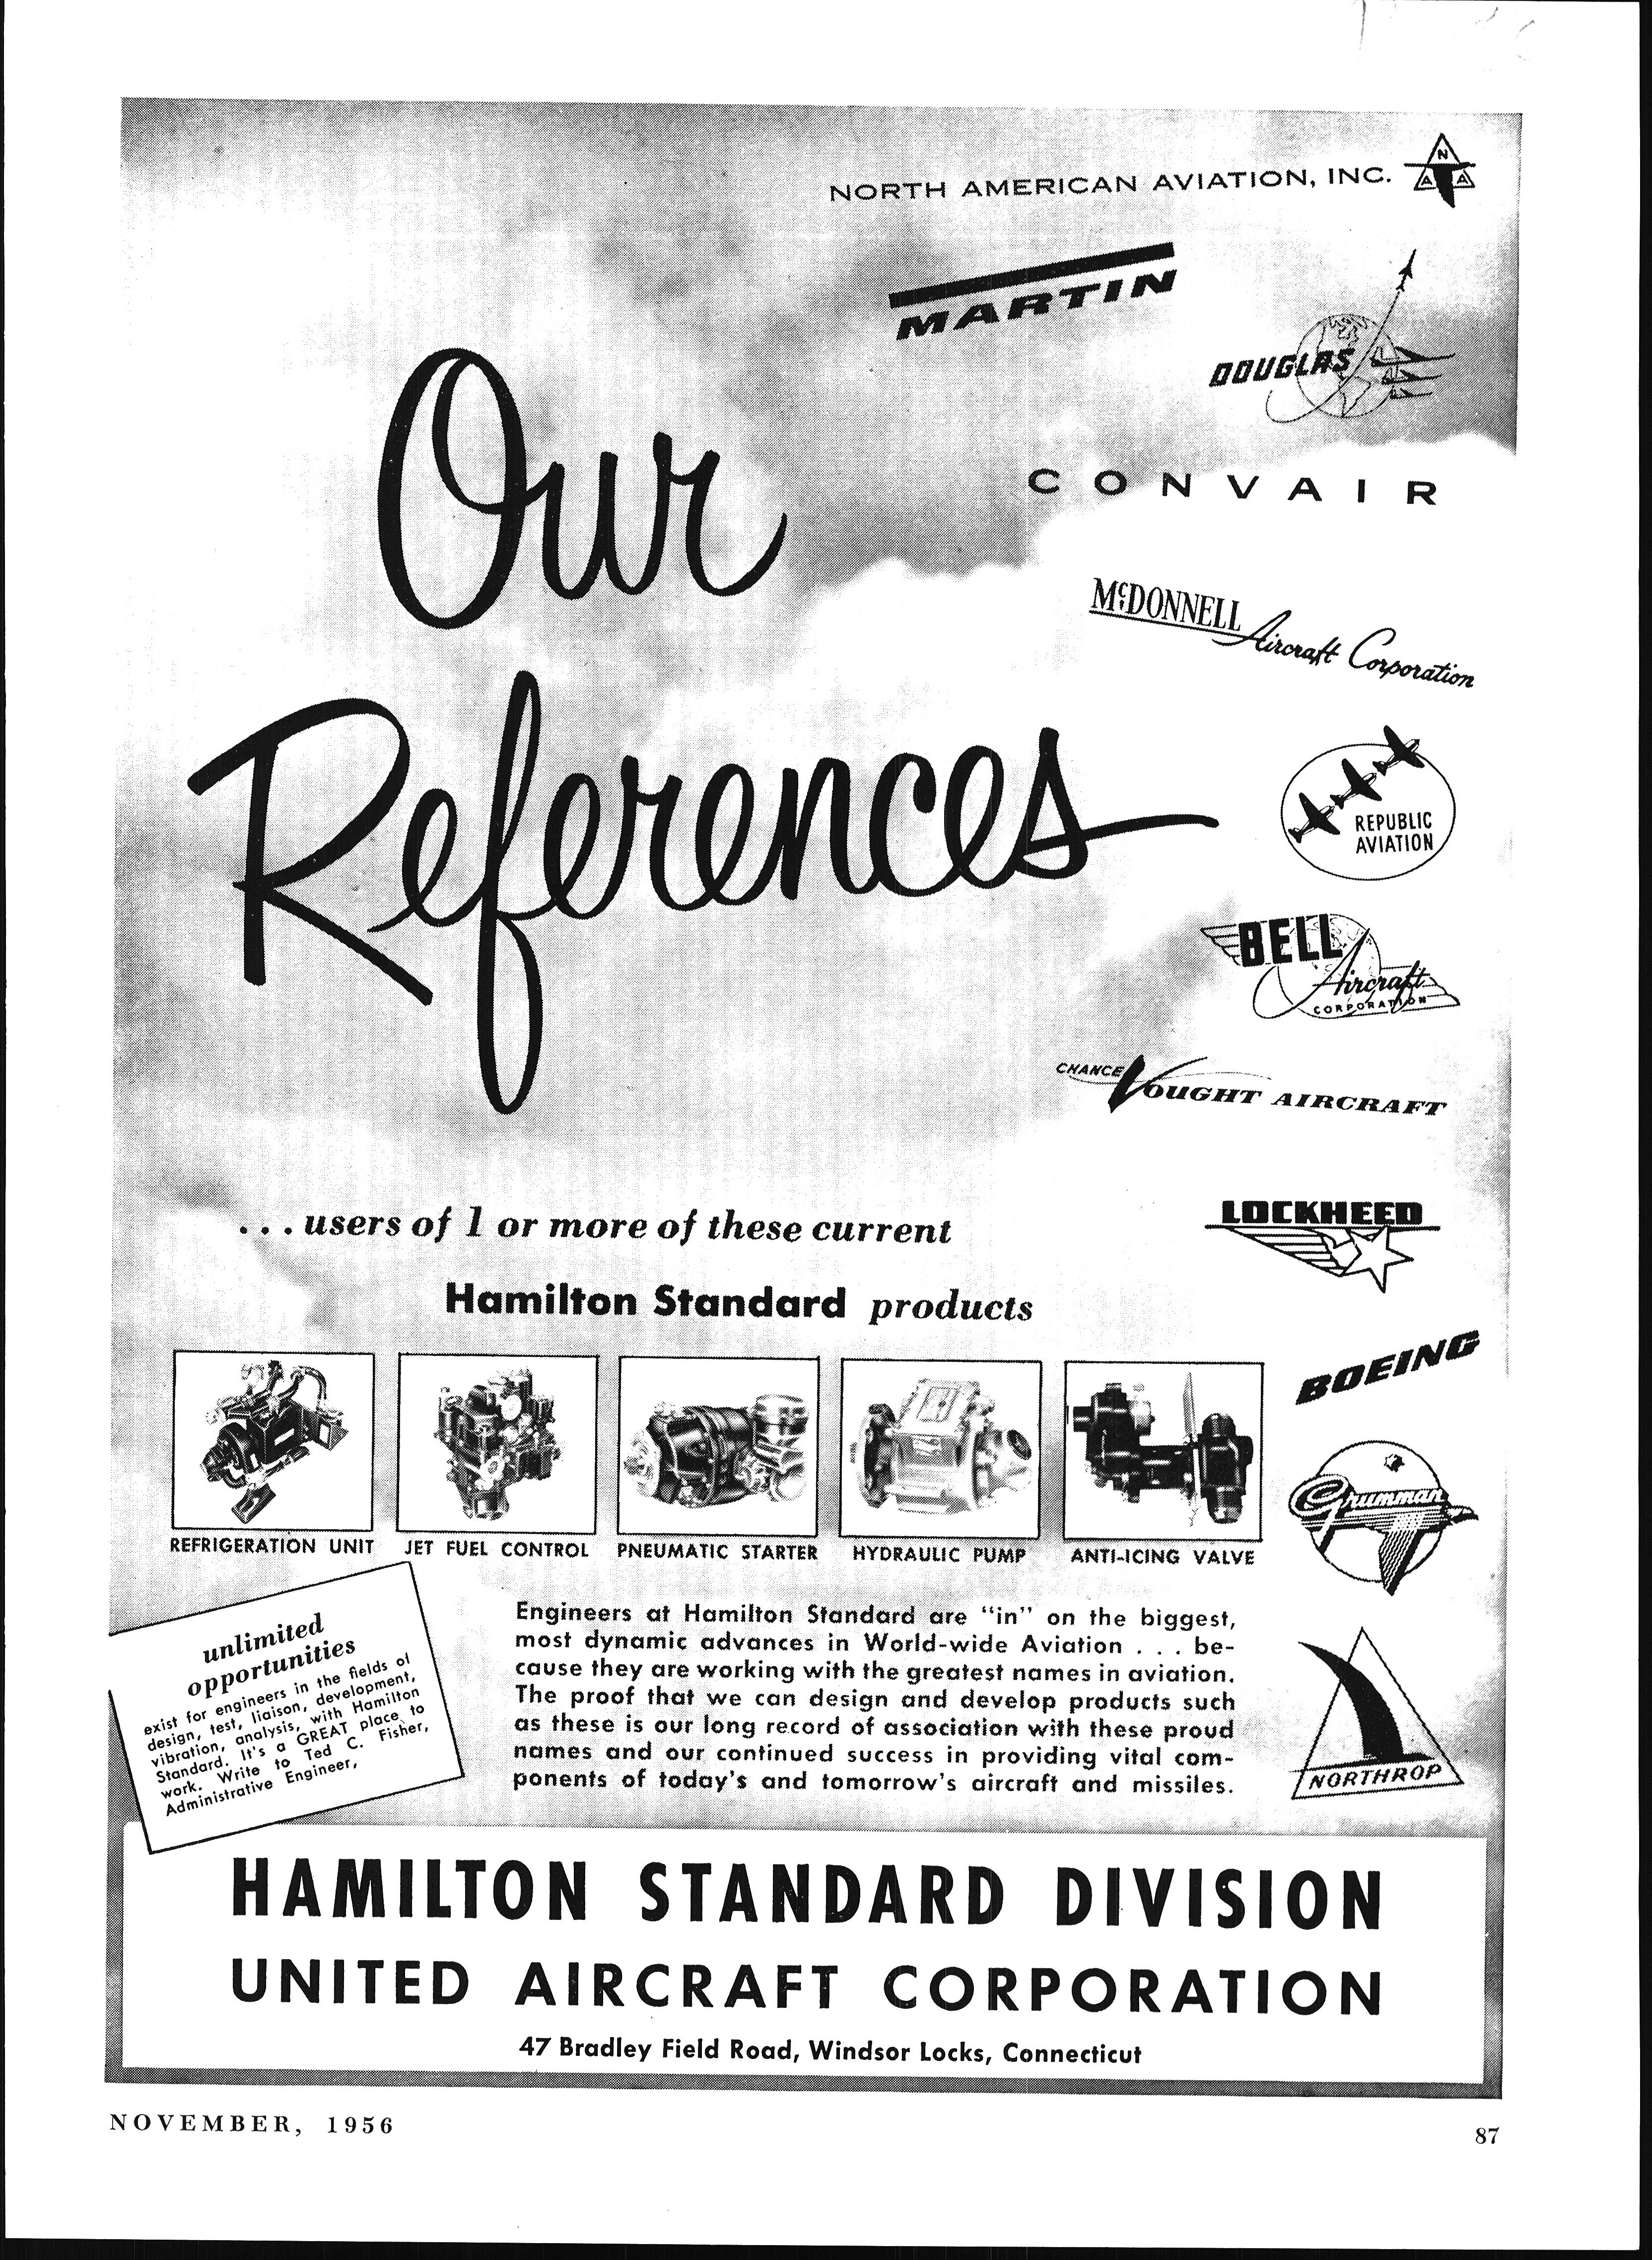 NORTH AMERICAN AVIATION, INC.
N
A A
MARTIN
DOUGLAS
CONVAIR
McDONNELL
Aircraft Corporation
REPUBLIC
AVIATION
BELL
Aircraft
CORPORATION
CHANCE
VOUGHT AIRCRAFT
LOCKHEED
BOEING
Grumman
NORTHROP
Our
References
...users of 1 or more of these current
Hamilton Standard products
REFRIGERATION UNIT
JET FUEL CONTROL
PNEUMATIC STARTER
HYDRAULIC PUMP
ANTI-ICING VALVE
unlimited
opportunities
exist for engineers in the fields of
design, test, liaison, development,
vibration, analysis, with Hamilton
Standard. It's a GREAT place to
work. Write to Ted C. Fisher,
Administrative Engineer,
Engineers at Hamilton Standard are "in" on the biggest,
most dynamic advances in World-wide Aviation . . . be-
cause they are working with the greatest names in aviation.
The proof that we can design and develop products such
as these is our long record of association with these proud
names and our continued success in providing vital com-
ponents of today's and tomorrow's aircraft and missiles.
HAMILTON STANDARD DIVISION
UNITED AIRCRAFT CORPORATION
47 Bradley Field Road, Windsor Locks, Connecticut
NOVEMBER, 1956
87